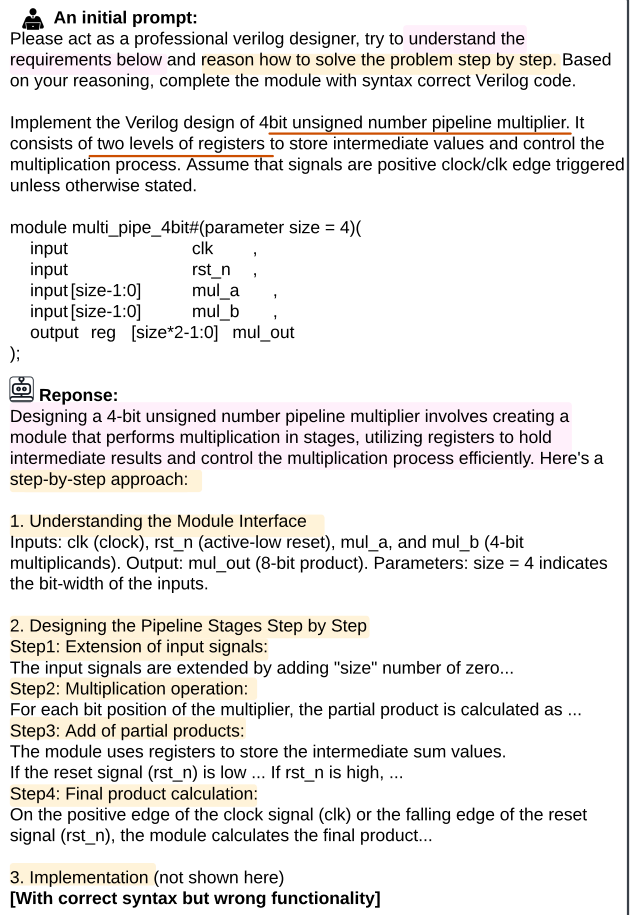 An initial prompt:
Please act as a professional verilog designer, try to understand the
requirements below and reason how to solve the problem step by step. Based
on your reasoning, complete the module with syntax correct Verilog code.
Implement the Verilog design of 4bit unsigned number pipeline multiplier. It
consists of two levels of registers to store intermediate values and control the
multiplication process. Assume that signals are positive clock/clk edge triggered
unless otherwise stated.
module multi_pipe_4bit#(parameter size = 4)(
input clk ,
input rst_n ,
input [size-1:0] mul_a ,
input [size-1:0] mul_b ,
output reg [size*2-1:0] mul_out
);
Reponse:
Designing a 4-bit unsigned number pipeline multiplier involves creating a
module that performs multiplication in stages, utilizing registers to hold
intermediate results and control the multiplication process efficiently. Here's a
step-by-step approach:
1. Understanding the Module Interface
Inputs: clk (clock), rst_n (active-low reset), mul_a, and mul_b (4-bit
multiplicands). Output: mul_out (8-bit product). Parameters: size = 4 indicates
the bit-width of the inputs.
2. Designing the Pipeline Stages Step by Step
Step1: Extension of input signals:
The input signals are extended by adding "size" number of zero...
Step2: Multiplication operation:
For each bit position of the multiplier, the partial product is calculated as ...
Step3: Add of partial products:
The module uses registers to store the intermediate sum values.
If the reset signal (rst_n) is low ... If rst_n is high, ...
Step4: Final product calculation:
On the positive edge of the clock signal (clk) or the falling edge of the reset
signal (rst_n), the module calculates the final product...
3. Implementation (not shown here)
[With correct syntax but wrong functionality]